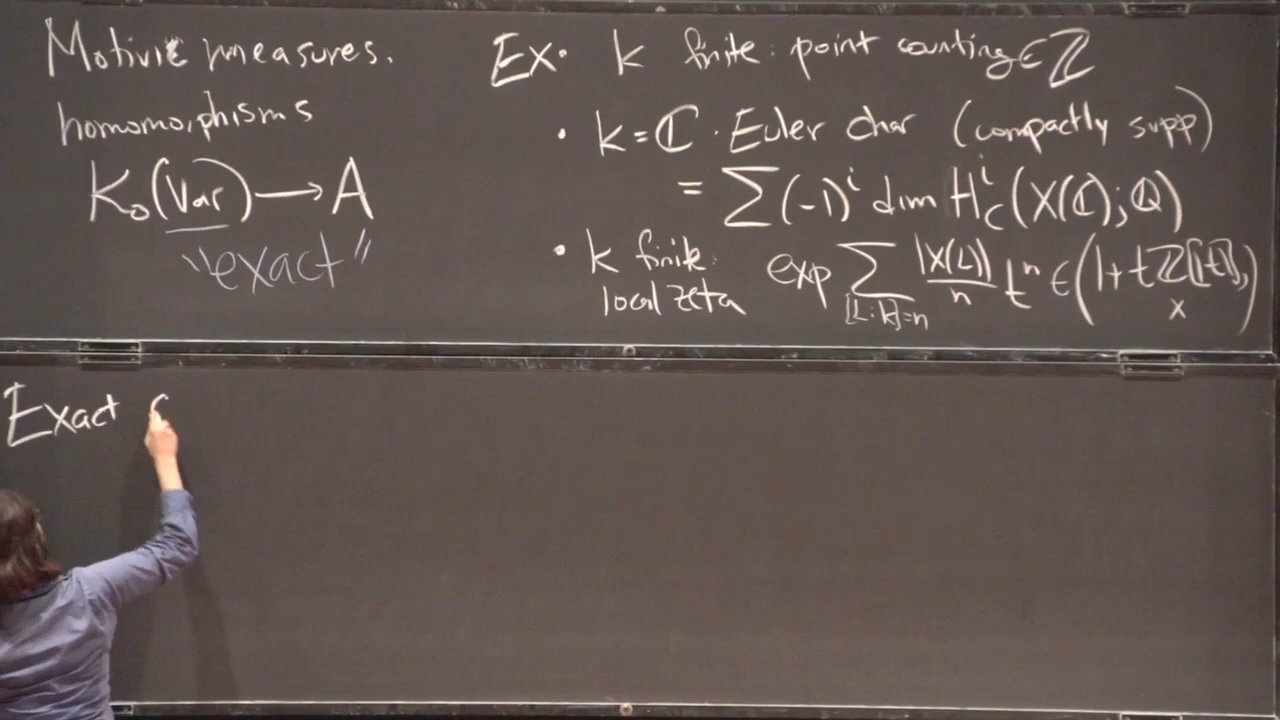 Motivic measures.
homomorphisms
K₀(Var) → A
"exact"
Ex. k finite: point counting ∈ ℤ
• k = ℂ. Euler char (compactly supp)
= ∑(-1)ⁱ dim Hⁱ_c(X(ℂ); ℚ)
• k finite: exp ∑_{[L:k]=n} |X(L)|/n tⁿ ∈ (1+tℤ[[t]], ×)
local zeta
Exact